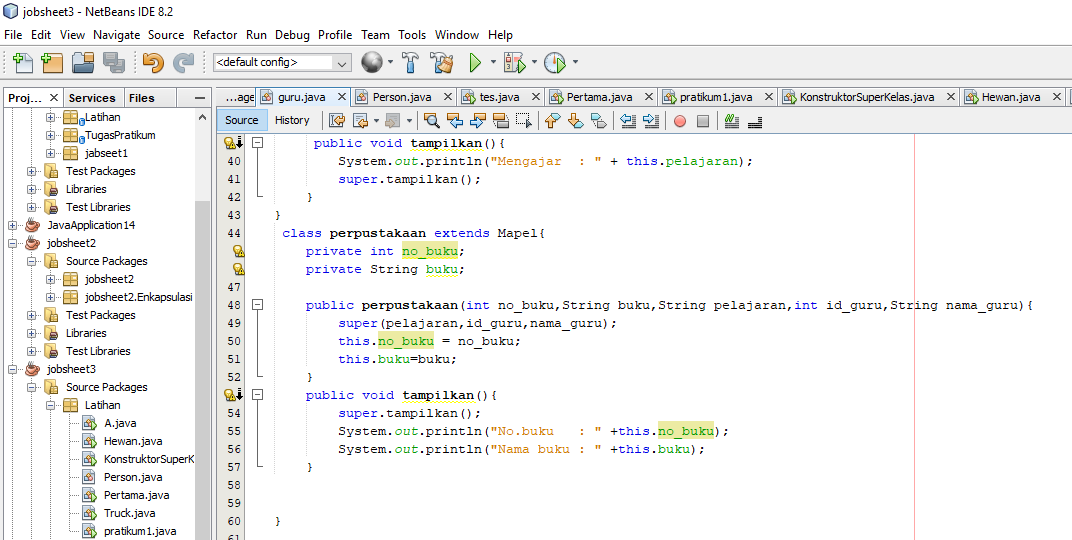 jobsheet3 - NetBeans IDE 8.2
File Edit View Navigate Source Refactor Run Debug Profile Team Tools Window Help
<default config>
Proj... Services Files
...age guru.java Person.java tes.java Pertama.java pratikum1.java KonstruktorSuperKelas.java Hewan.java
Source History
Latihan
TugasPratikum
jabseet1
Test Packages
Libraries
Test Libraries
JavaApplication14
jobsheet2
Source Packages
jobsheet2
jobsheet2.Enkapsulasi
Test Packages
Libraries
Test Libraries
jobsheet3
Source Packages
Latihan
A.java
Hewan.java
KonstruktorSuperK
Person.java
Pertama.java
Truck.java
pratikum1.java
public void tampilkan(){
40 System.out.println("Mengajar  : " + this.pelajaran);
41 super.tampilkan();
42 }
43 }
44 class perpustakaan extends Mapel{
private int no_buku;
private String buku;
47
48 public perpustakaan(int no_buku,String buku,String pelajaran,int id_guru,String nama_guru){
49 super(pelajaran,id_guru,nama_guru);
50 this.no_buku = no_buku;
51 this.buku=buku;
52 }
public void tampilkan(){
54 super.tampilkan();
55 System.out.println("No.buku   : " +this.no_buku);
56 System.out.println("Nama buku : " +this.buku);
57 }
58
59
60 }
61